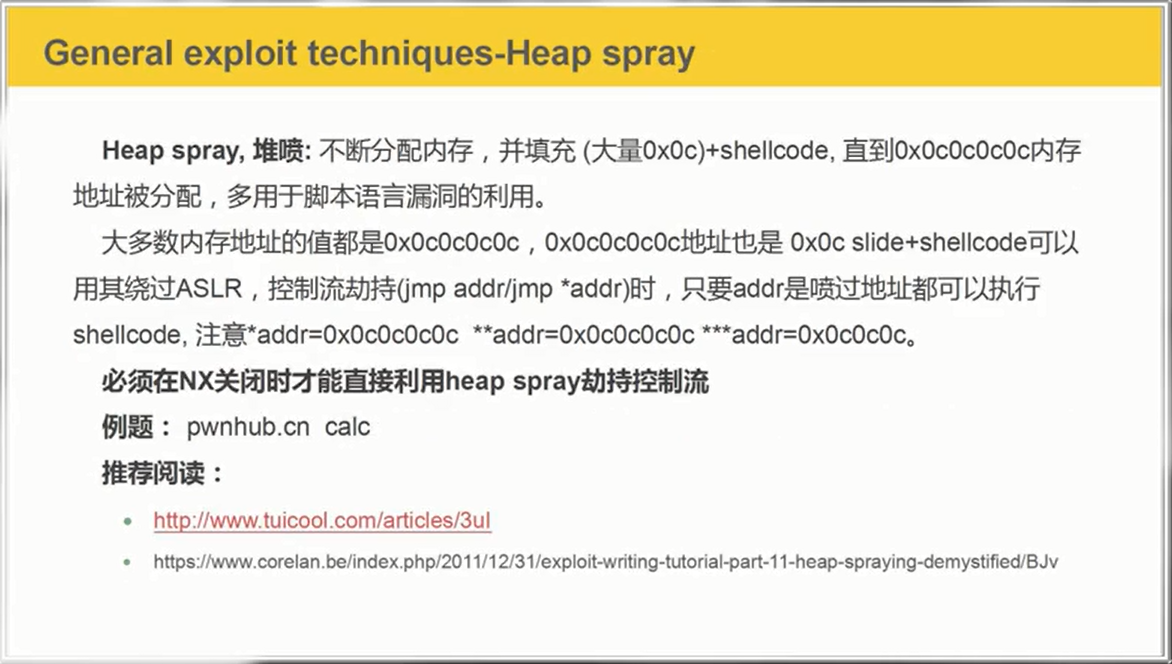 General exploit techniques-Heap spray
Heap spray, 堆喷: 不断分配内存，并填充 (大量0x0c)+shellcode, 直到0x0c0c0c0c内存
地址被分配，多用于脚本语言漏洞的利用。
大多数内存地址的值都是0x0c0c0c0c，0x0c0c0c0c地址也是 0x0c slide+shellcode可以
用其绕过ASLR，控制流劫持(jmp addr/jmp *addr)时，只要addr是喷过地址都可以执行
shellcode, 注意*addr=0x0c0c0c0c **addr=0x0c0c0c0c ***addr=0x0c0c0c。
必须在NX关闭时才能直接利用heap spray劫持控制流
例题： pwnhub.cn calc
推荐阅读：
• http://www.tuicool.com/articles/3uI
• https://www.corelan.be/index.php/2011/12/31/exploit-writing-tutorial-part-11-heap-spraying-demystified/BJv